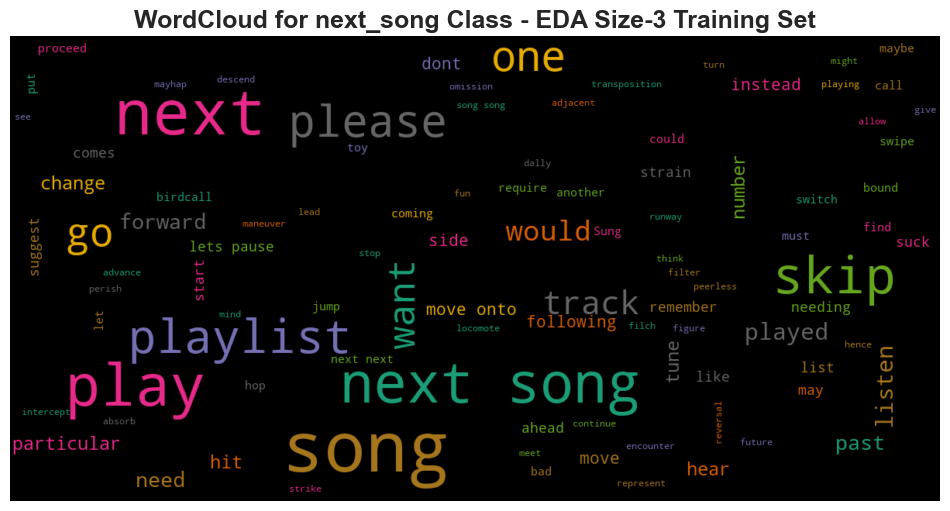 WordCloud for next_song Class - EDA Size-3 Training Set
proceed
one
maybe
dont
might
put
mayhap
descend
omission
transposition
turn
instead
playing
call
see
next
please
song song
adjacent
give
allow
toy
could
swipe
comes
dally
strain
number
change
birdcall
require
another
bound
switch
fun
lead
coming
go
forward
maneuver
would
Sung
runway
find
must
suck
suggest
lets pause
side
stop
think
advance
start
want
filter
skip
perish
peerless
jump
move onto
track
remember
needing
let
mind
following
playlist
locomote
filch
figure
played
hence
next next
tune
list
listen
play
hop
next song
like
may
intercept
absorb
song
ahead
continue
reversal
particular
encounter
future
past
meet
hit
bad
move
hear
need
represent
strike